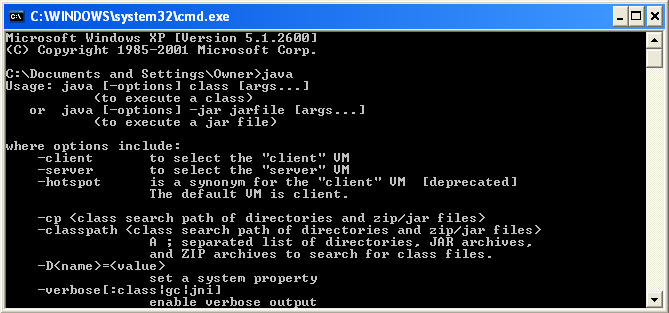 C:\WINDOWS\system32\cmd.exe
Microsoft Windows XP [Version 5.1.2600]
(C) Copyright 1985-2001 Microsoft Corp.
C:\Documents and Settings\Owner>java
Usage: java [-options] class [args...]
(to execute a class)
or java [-options] -jar jarfile [args...]
(to execute a jar file)
where options include:
-client to select the "client" VM
-server to select the "server" VM
-hotspot is a synonym for the "client" VM [deprecated]
The default VM is client.
-cp <class search path of directories and zip/jar files>
-classpath <class search path of directories and zip/jar files>
A ; separated list of directories, JAR archives,
and ZIP archives to search for class files.
-D<name>=<value>
set a system property
-verbose[:class|gc|jni]
enable verbose output